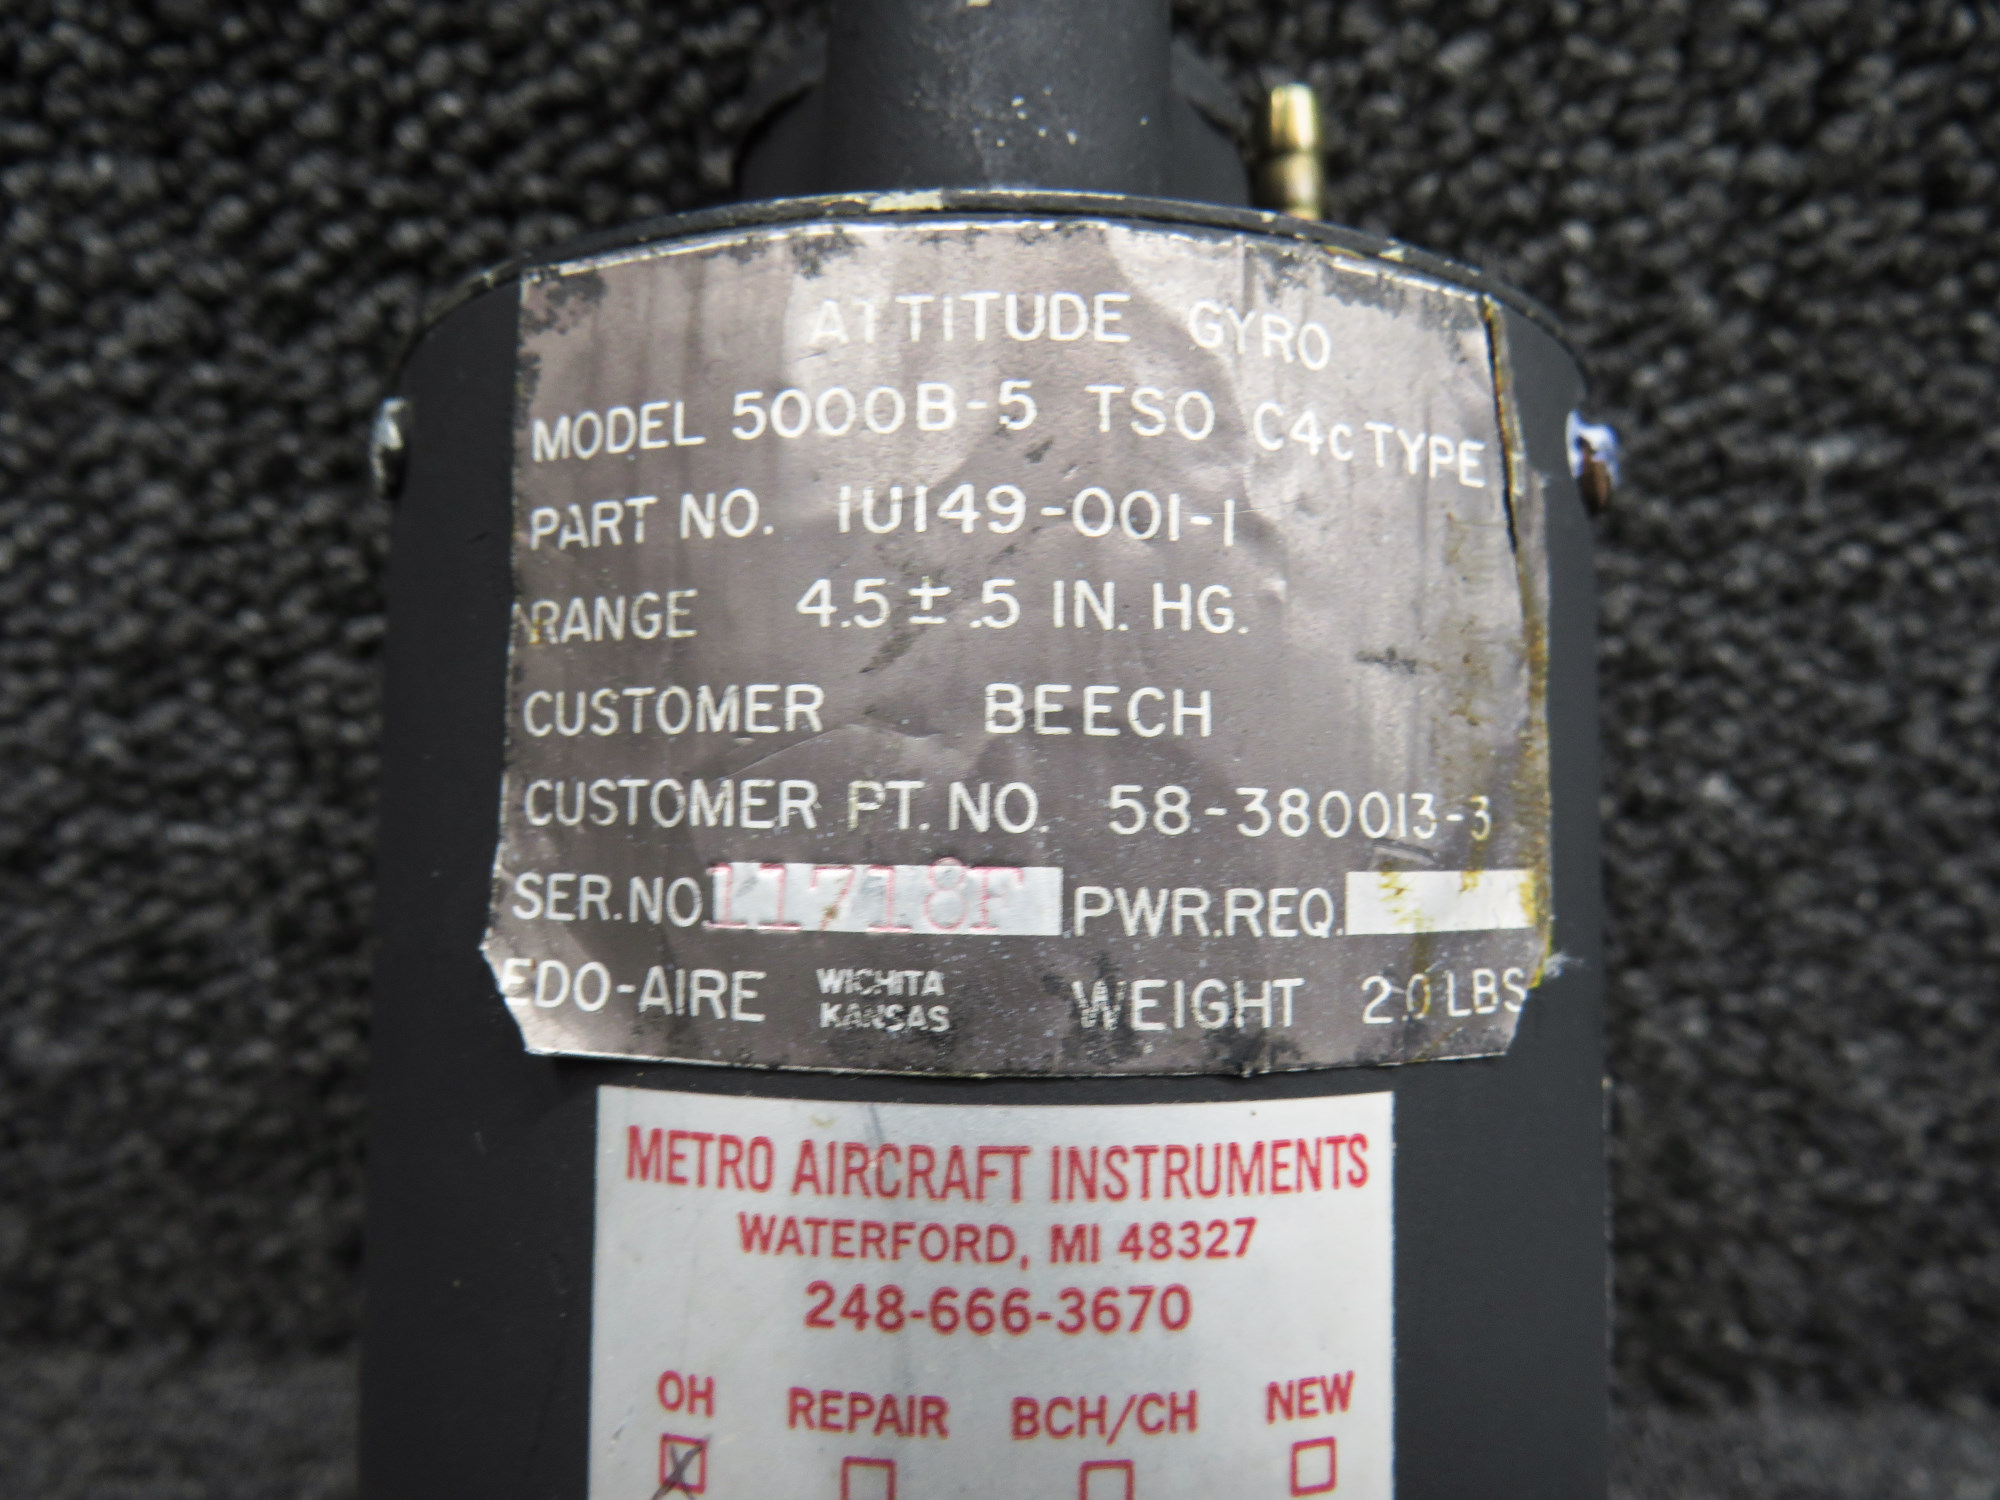 ATTITUDE GYRO
MODEL 5000B-5 TSO C4c TYPE
PART NO. 1U149-001-1
RANGE 4.5 ± .5 IN. HG.
CUSTOMER BEECH
CUSTOMER PT. NO. 58-380013-3
SER. NO. 11718F PWR. REQ.
EDO-AIRE WICHITA KANSAS WEIGHT 2.0 LBS
METRO AIRCRAFT INSTRUMENTS
WATERFORD, MI 48327
248-666-3670
OH REPAIR BCH/CH NEW